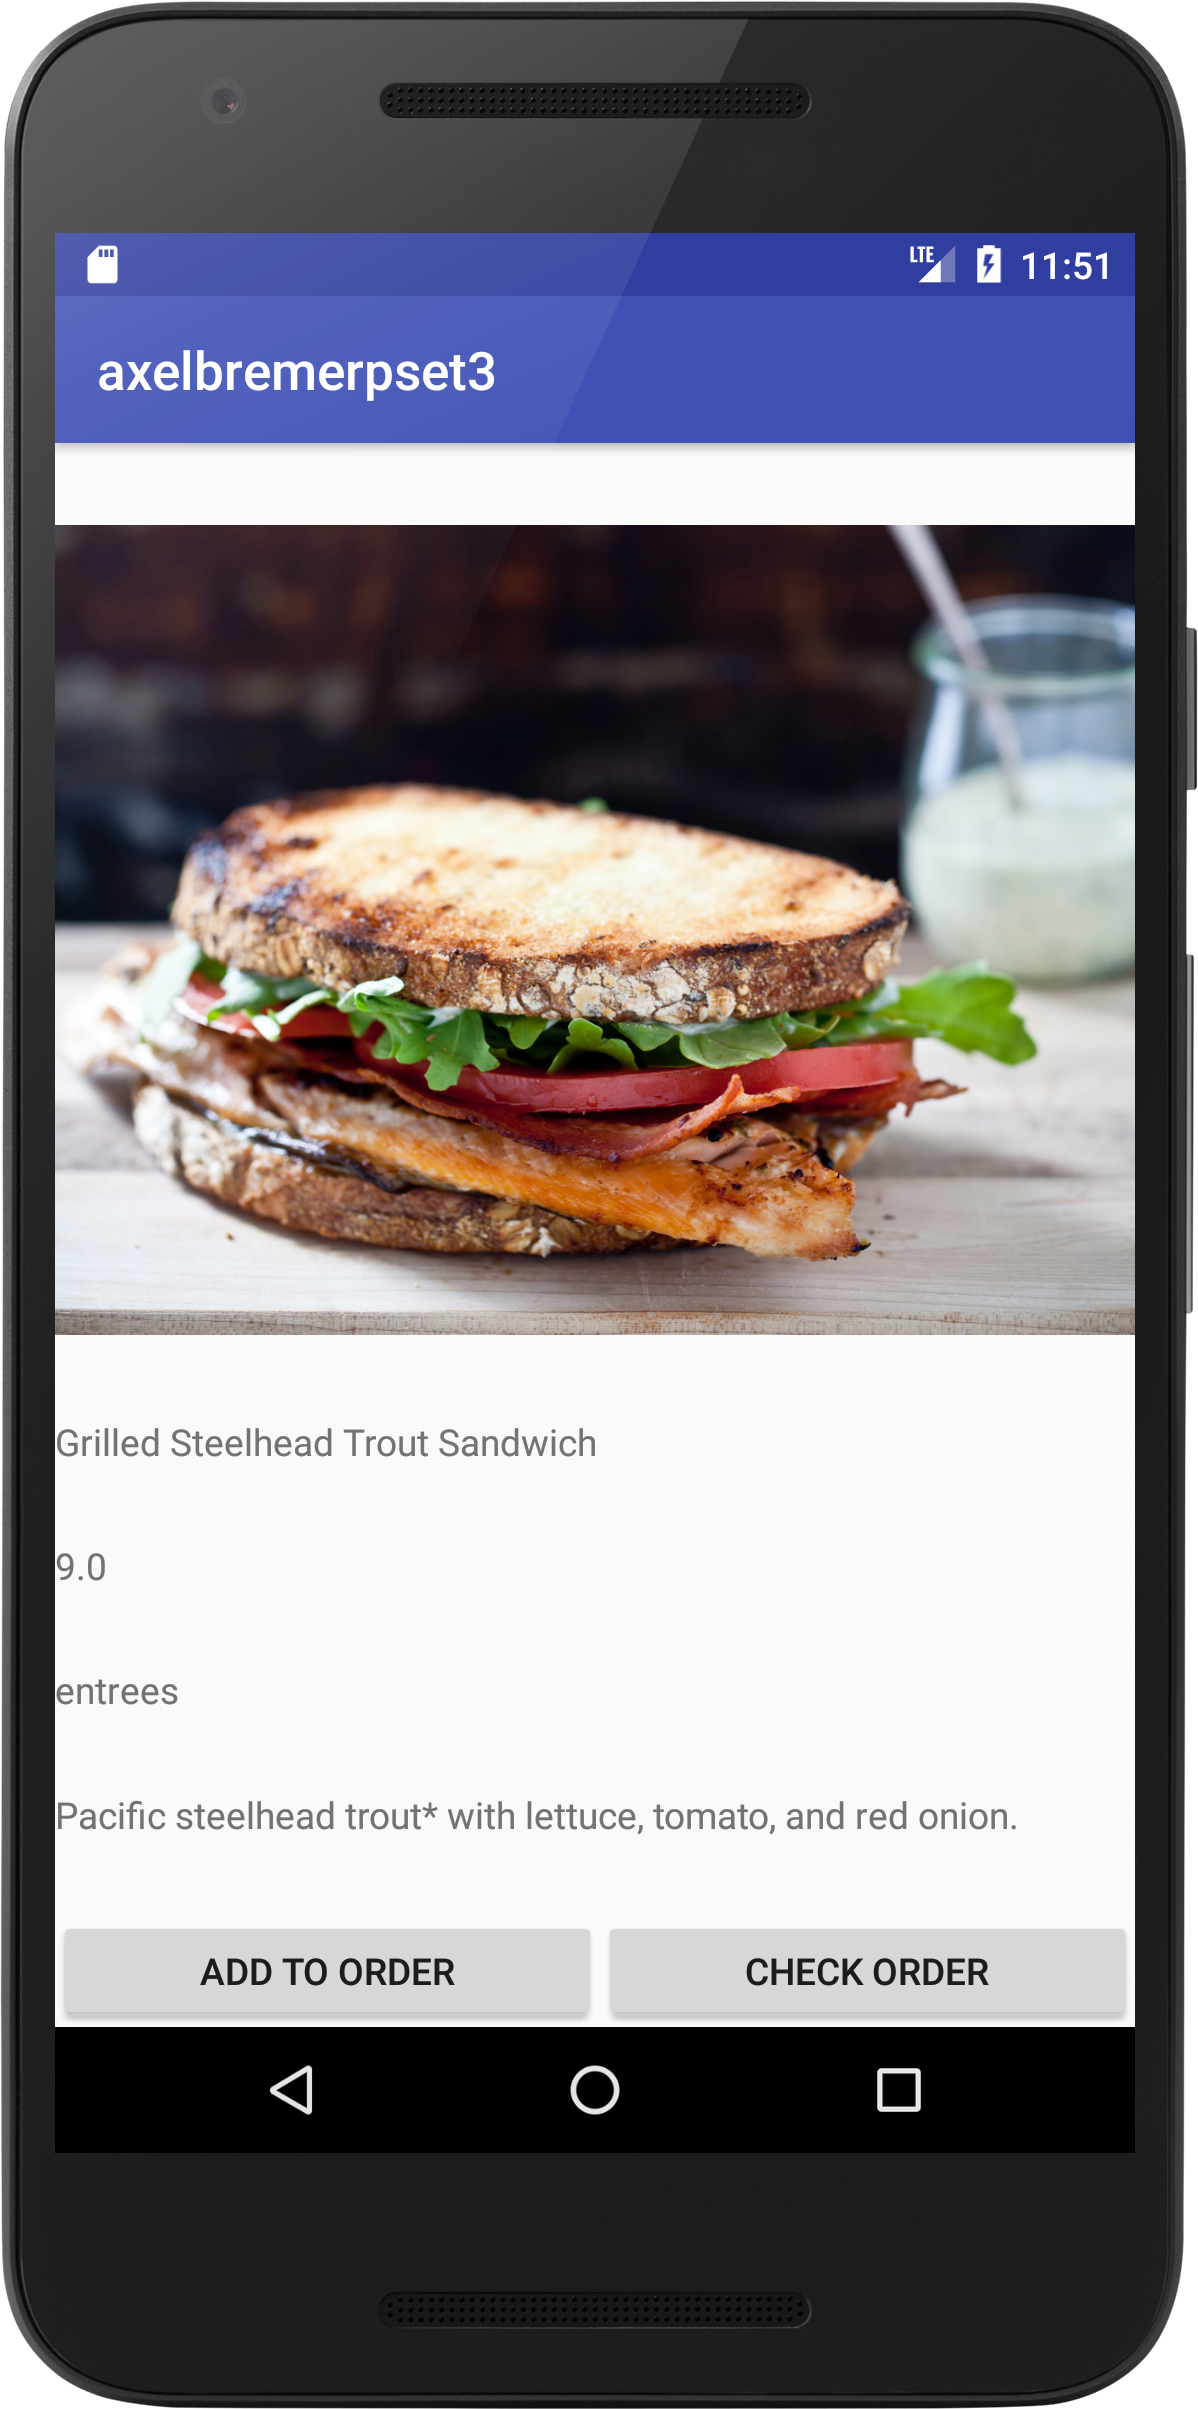 LTE 11:51
axelbremerpset3
Grilled Steelhead Trout Sandwich
9.0
entrees
Pacific steelhead trout* with lettuce, tomato, and red onion.
ADD TO ORDER CHECK ORDER